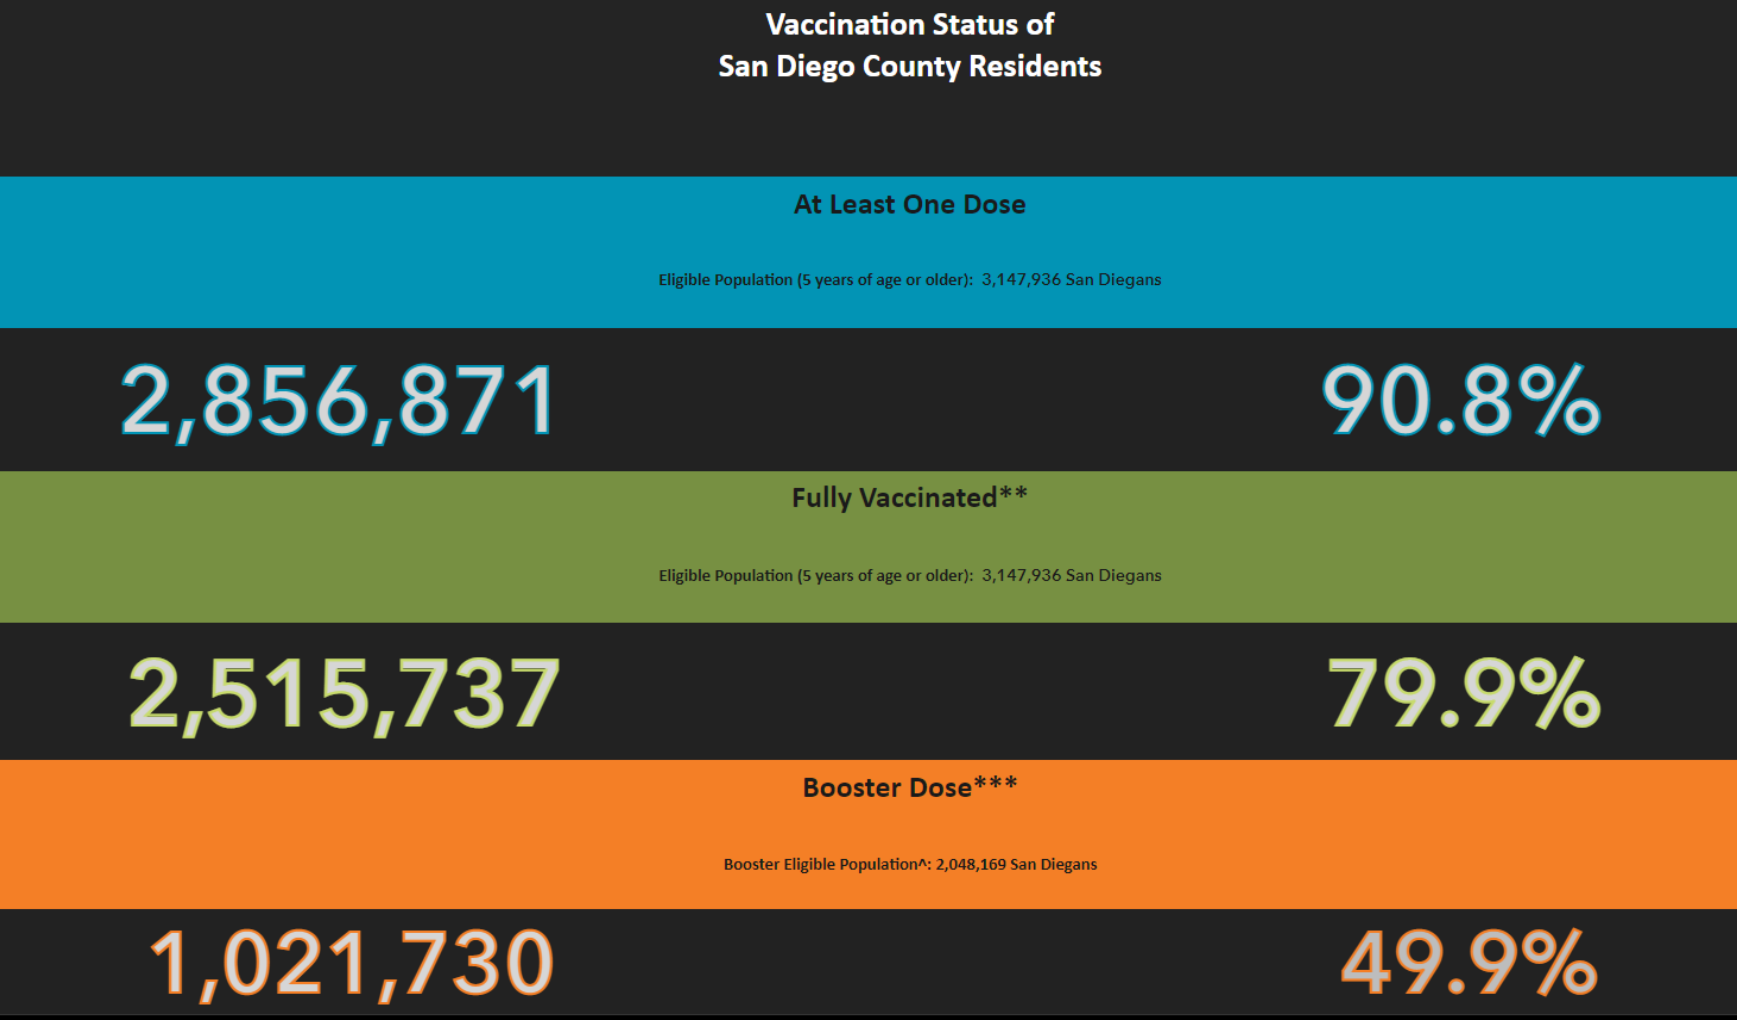 Vaccination Status of
San Diego County Residents
At Least One Dose
Eligible Population (5 years of age or older): 3,147,936 San Diegans
2,856,871 90.8%
Fully Vaccinated**
Eligible Population (5 years of age or older): 3,147,936 San Diegans
2,515,737 79.9%
Booster Dose***
Booster Eligible Population^: 2,048,169 San Diegans
1,021,730 49.9%